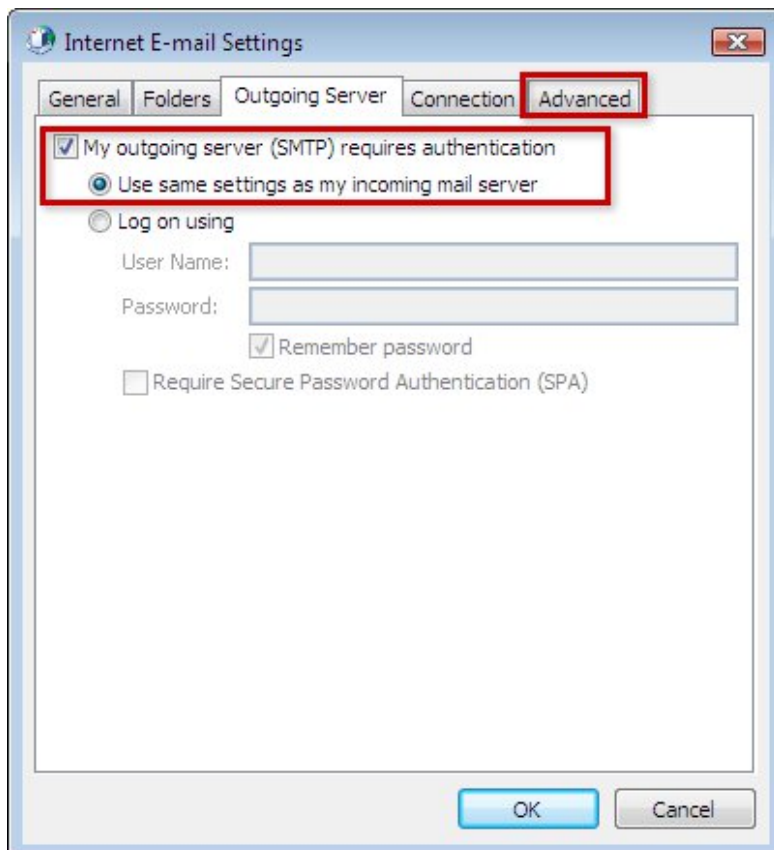 Internet E-mail Settings
General Folders Outgoing Server Connection Advanced
My outgoing server (SMTP) requires authentication
Use same settings as my incoming mail server
Log on using
User Name:
Password:
Remember password
Require Secure Password Authentication (SPA)
OK Cancel